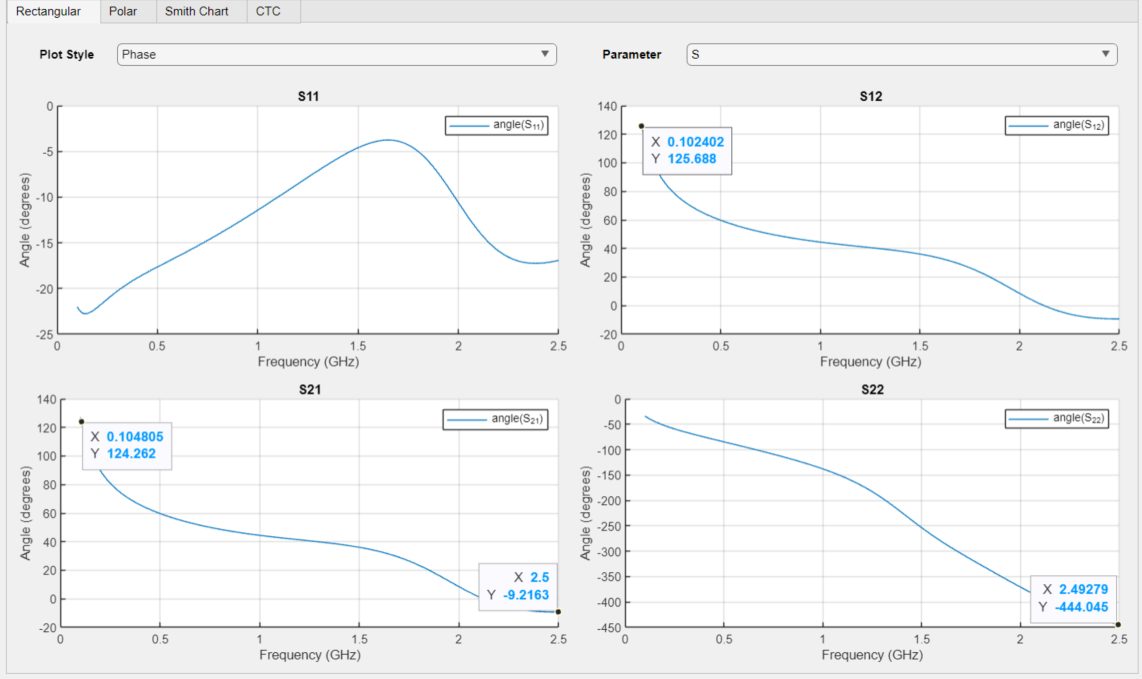 Rectangular Polar Smith Chart CTC
Plot Style Phase Parameter S
S11
angle(S11)
0
-5
-10
-15
-20
-25
Angle (degrees)
0 0.5 1 1.5 2 2.5
Frequency (GHz)
S12
angle(S12)
X 0.102402
Y 125.688
140
120
100
80
60
40
20
0
-20
Angle (degrees)
0 0.5 1 1.5 2 2.5
Frequency (GHz)
S21
angle(S21)
X 0.104805
Y 124.262
X 2.5
Y -9.2163
140
120
100
80
60
40
20
0
-20
Angle (degrees)
0 0.5 1 1.5 2 2.5
Frequency (GHz)
S22
angle(S22)
X 2.49279
Y -444.045
0
-50
-100
-150
-200
-250
-300
-350
-400
-450
Angle (degrees)
0 0.5 1 1.5 2 2.5
Frequency (GHz)